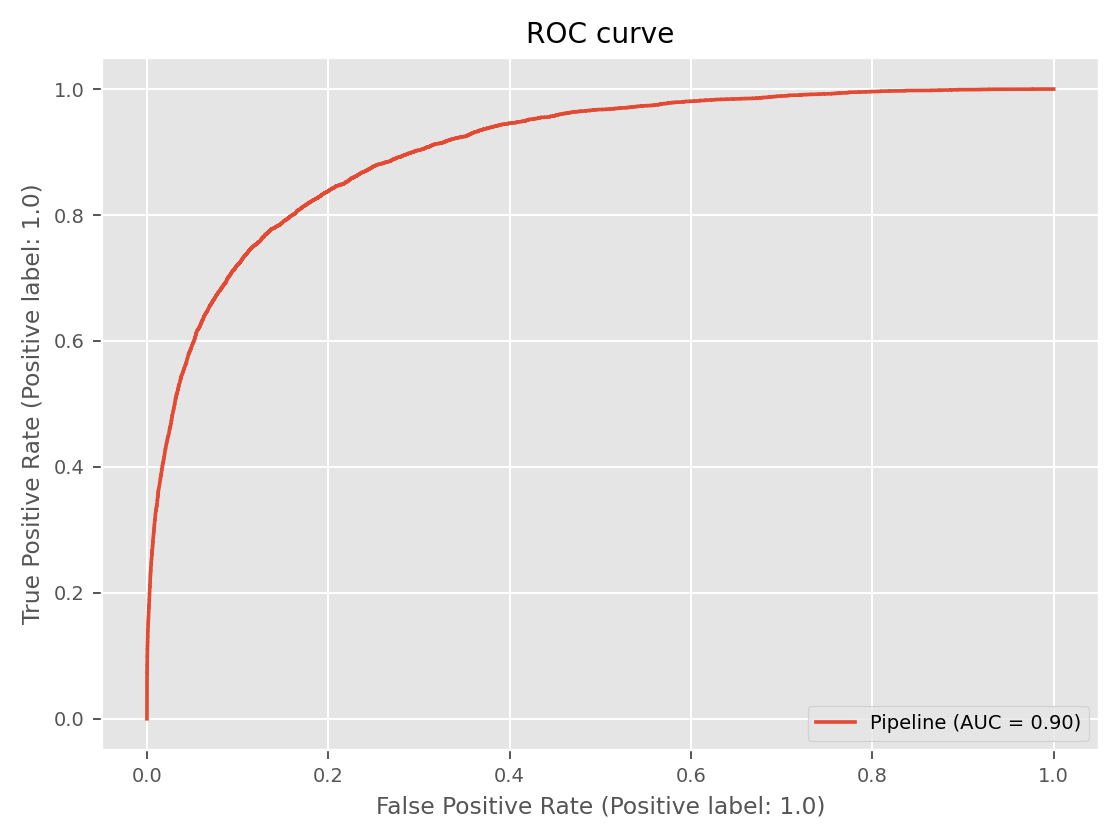 ROC curve
True Positive Rate (Positive label: 1.0)
1.0
0.8
0.6
0.4
0.2
0.0
Pipeline (AUC = 0.90)
0.0 0.2 0.4 0.6 0.8 1.0
False Positive Rate (Positive label: 1.0)